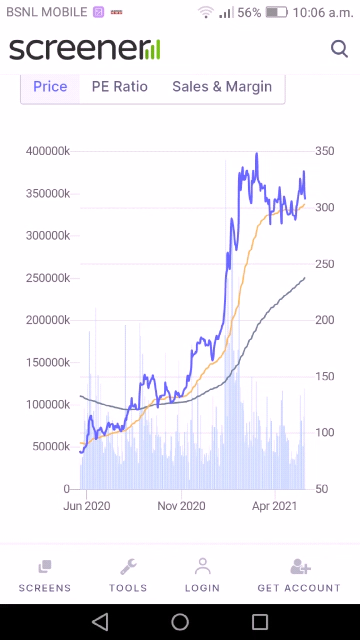 BSNL MOBILE 56% 10:06 a.m.
screener
Price PE Ratio Sales & Margin
400000k 350
350000k 300
300000k
250000k 250
200000k 200
150000k 150
100000k 100
50000k
0 50
Jun 2020 Nov 2020 Apr 2021
SCREENS TOOLS LOGIN GET ACCOUNT